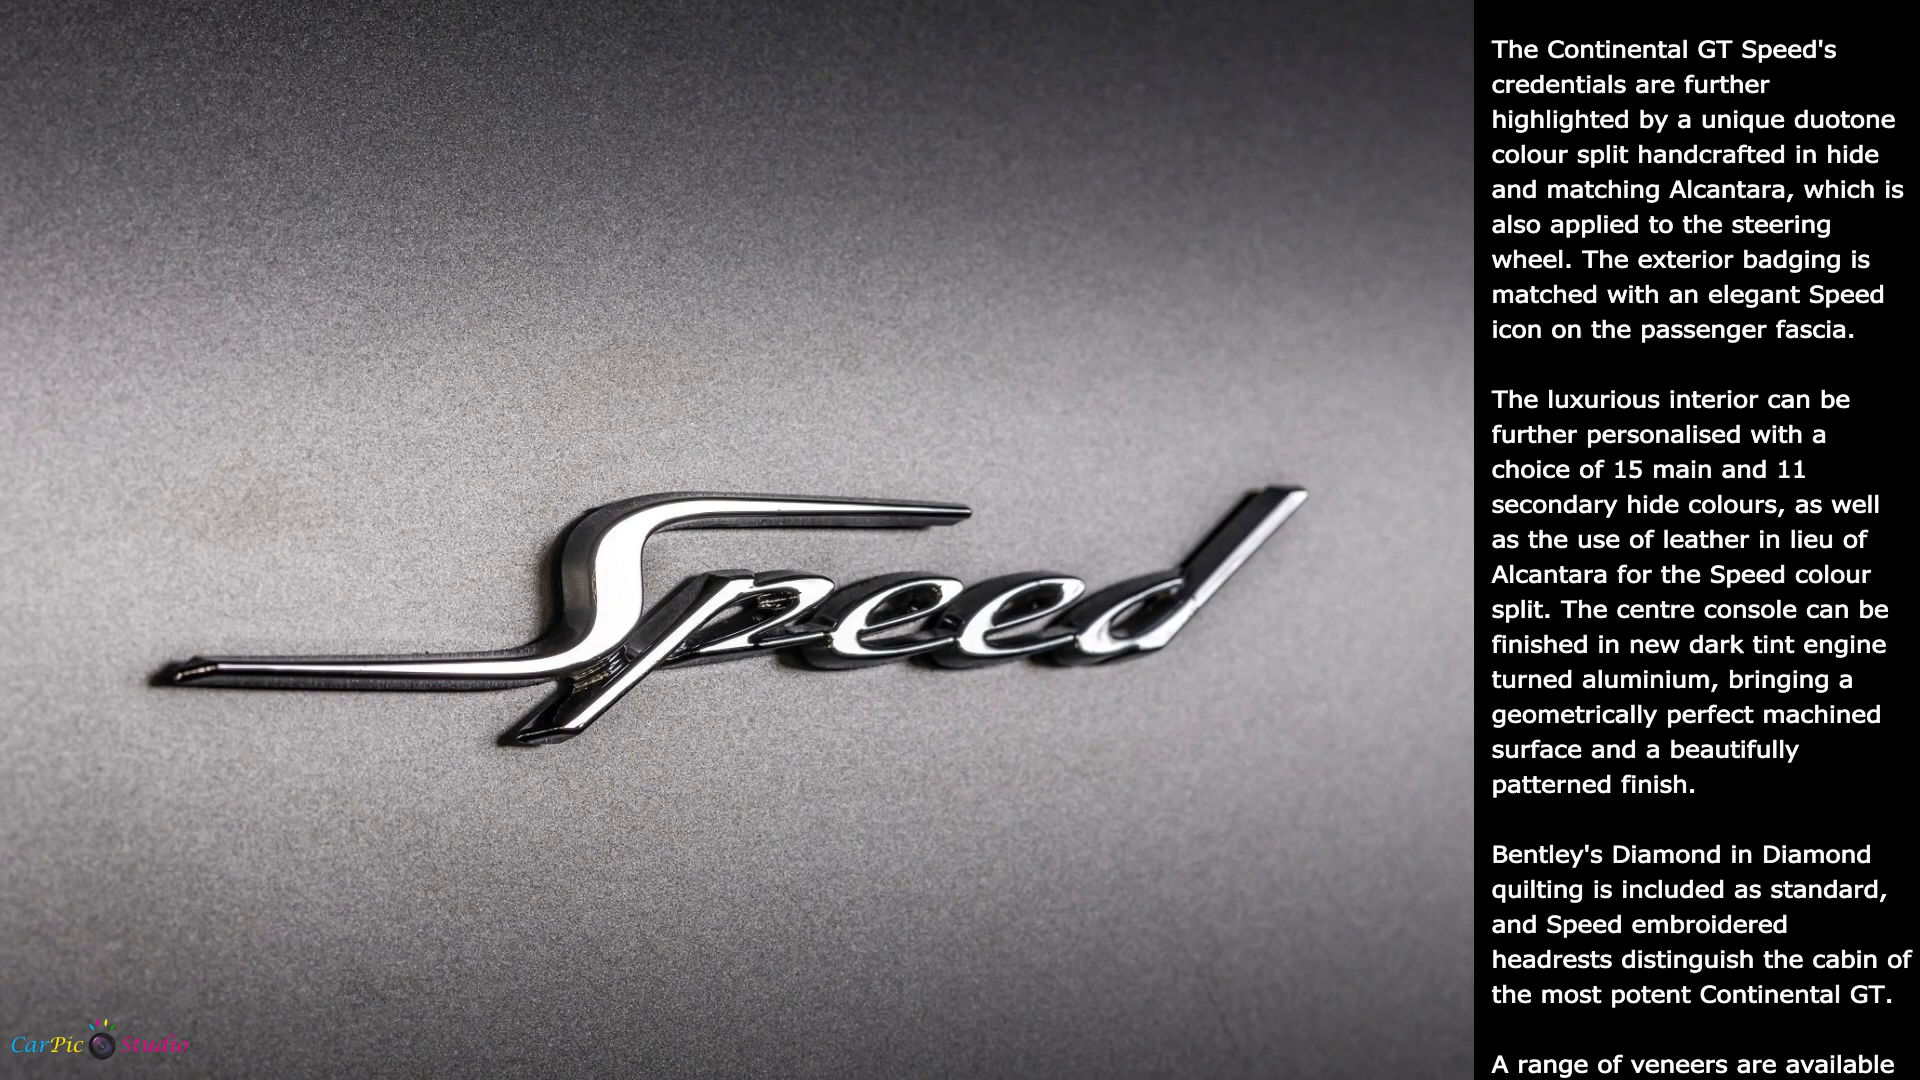 Speed
CarPic Studio
The Continental GT Speed's
credentials are further
highlighted by a unique duotone
colour split handcrafted in hide
and matching Alcantara, which is
also applied to the steering
wheel. The exterior badging is
matched with an elegant Speed
icon on the passenger fascia.
The luxurious interior can be
further personalised with a
choice of 15 main and 11
secondary hide colours, as well
as the use of leather in lieu of
Alcantara for the Speed colour
split. The centre console can be
finished in new dark tint engine
turned aluminium, bringing a
geometrically perfect machined
surface and a beautifully
patterned finish.
Bentley's Diamond in Diamond
quilting is included as standard,
and Speed embroidered
headrests distinguish the cabin of
the most potent Continental GT.
A range of veneers are available